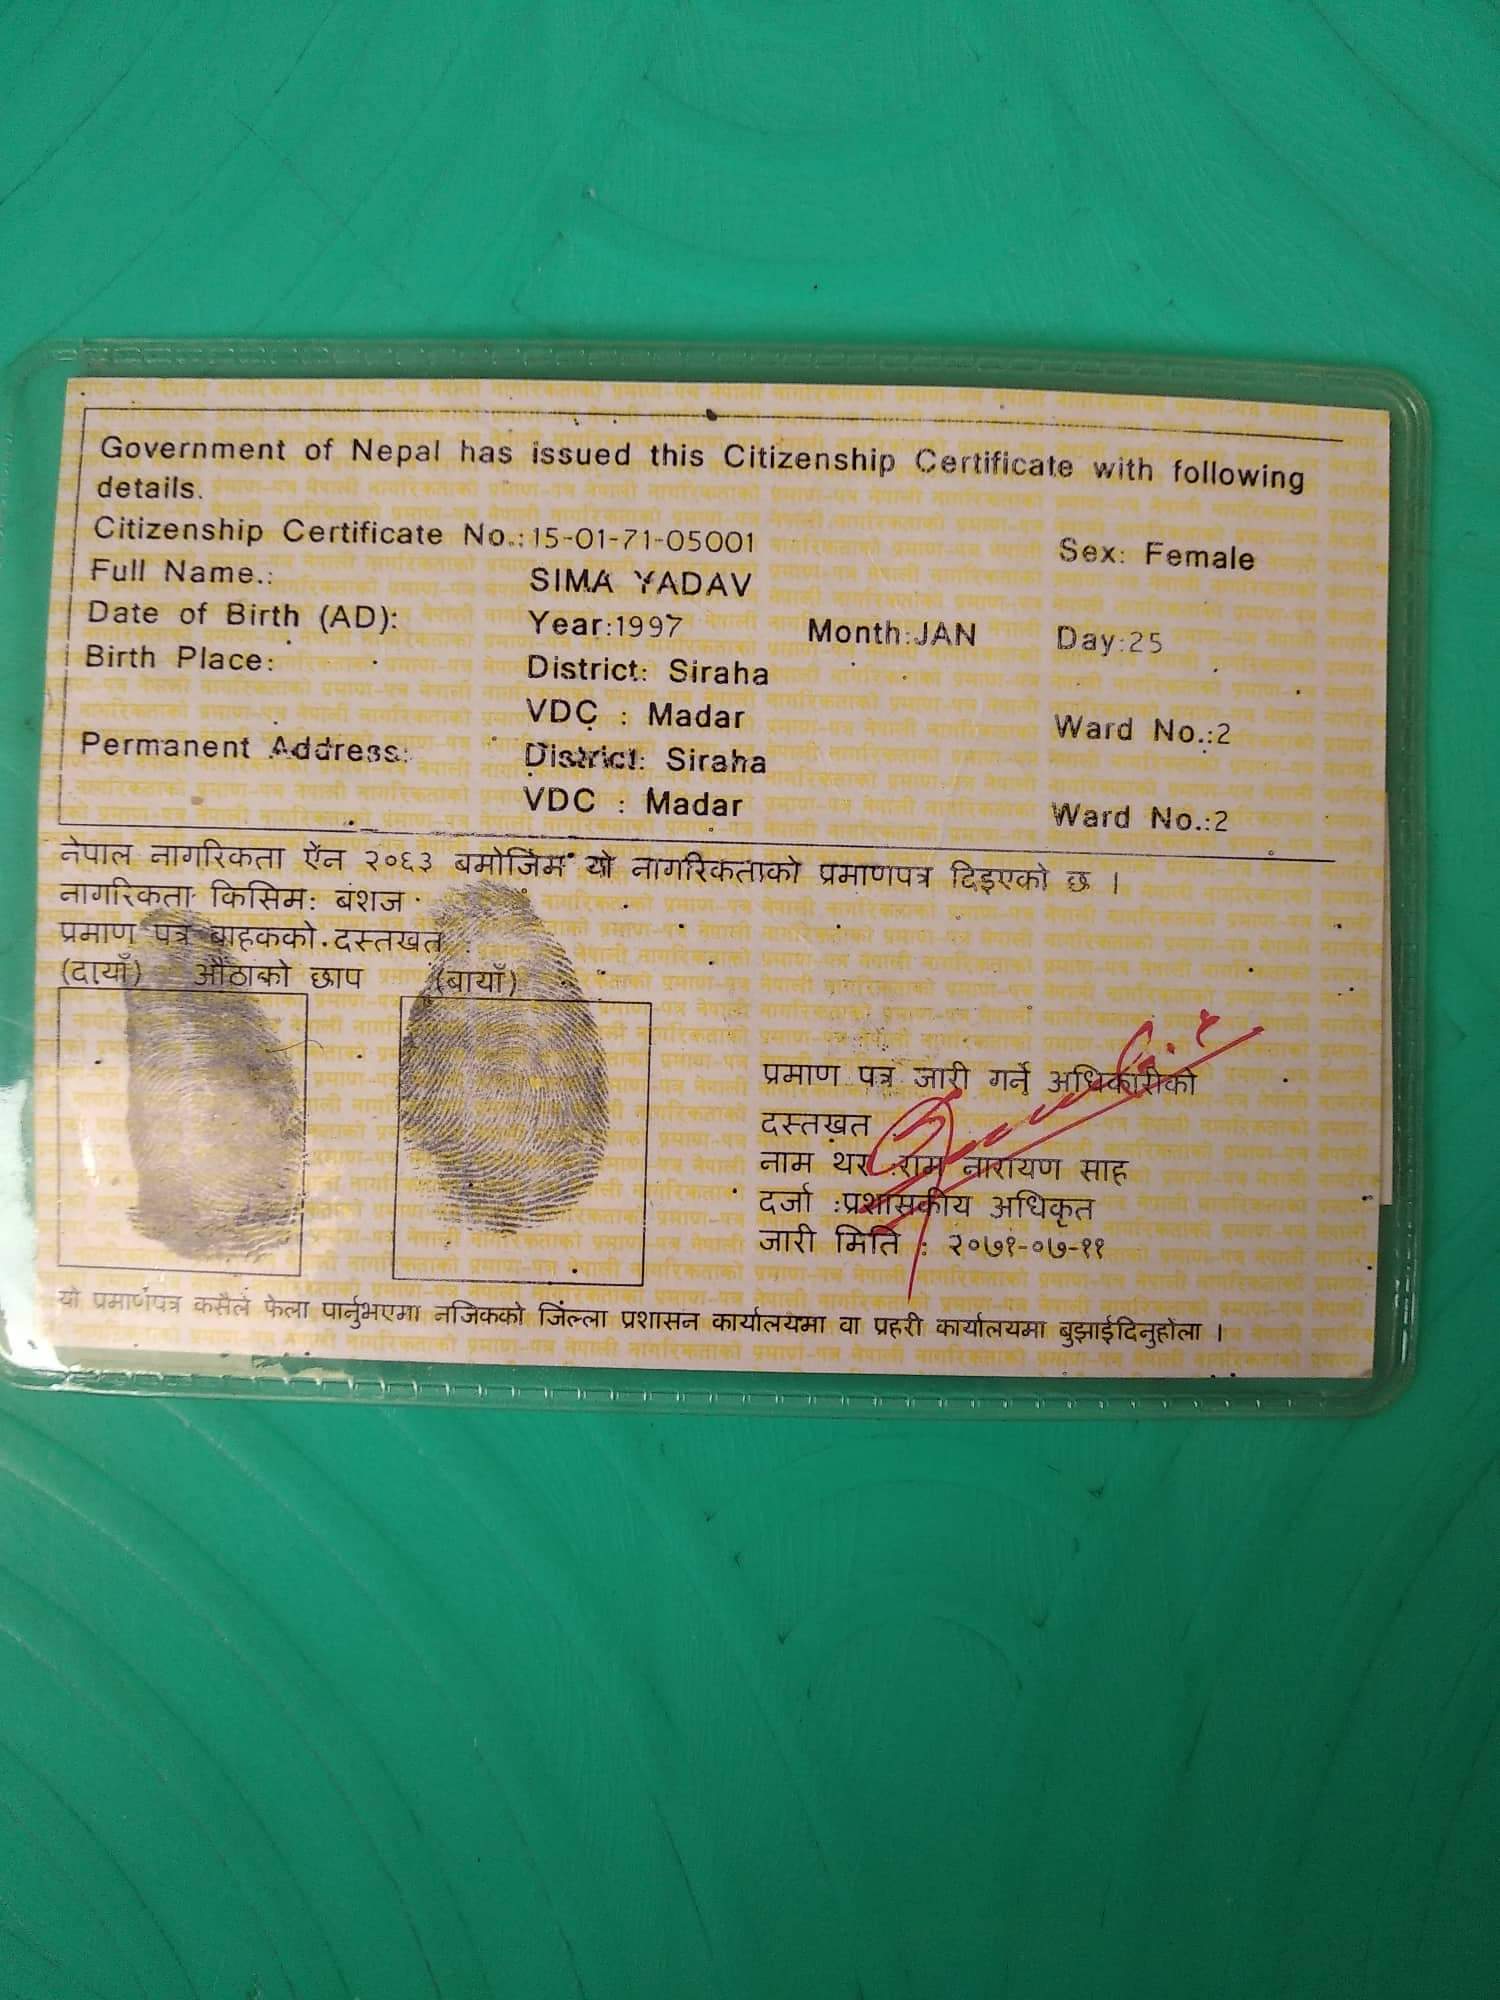 Government of Nepal has issued this Citizenship Certificate with following
details.
Citizenship Certificate No.:15-01-71-05001 Sex: Female
Full Name.: SIMA YADAV
Date of Birth (AD): Year:1997 Month:JAN Day:25
Birth Place: District: Siraha
VDC : Madar Ward No.:2
Permanent Address: District: Siraha
VDC : Madar Ward No.:2
नेपाल नागरिकता ऐन २०६३ बमोजिम यो नागरिकताको प्रमाणपत्र दिइएको छ ।
नागरिकता किसिम: बंशज
प्रमाण पत्र बाहकको दस्तखत :
(दायाँ) औंठाको छाप (बायाँ)
प्रमाण पत्र जारी गर्ने अधिकारीको
दस्तखत
नाम थर :राम नारायण साह
दर्जा :प्रशासकीय अधिकृत
जारी मिति : २०७१-०७-११
यो प्रमाणपत्र कसैले फेला पार्नुभएमा नजिकको जिल्ला प्रशासन कार्यालयमा वा प्रहरी कार्यालयमा बुझाईदिनुहोला ।